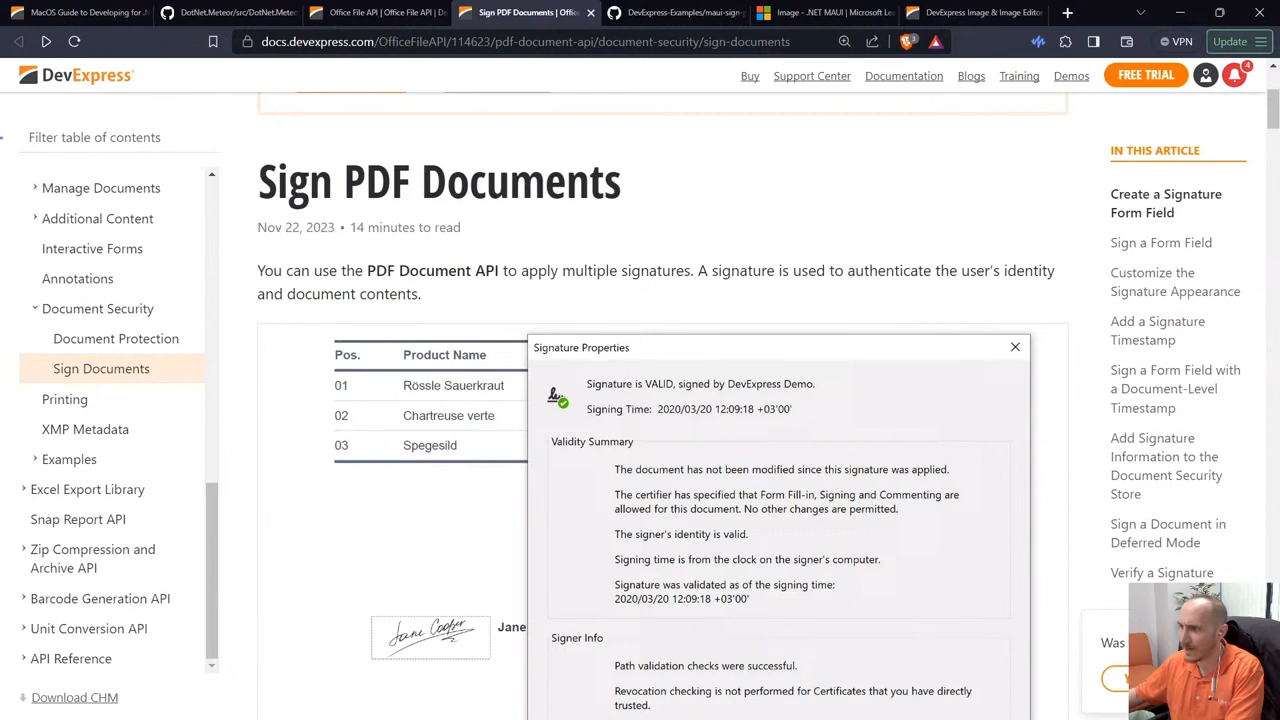 MacOS Guide to Developing for .N
DotNet.Meteor/src/DotNet.Meteo
Office File API | Office File API | De
Sign PDF Documents | Office
DevExpress-Examples/maui-sign-p
Image - .NET MAUI | Microsoft Lea
DevExpress Image & Image Editor
docs.devexpress.com/OfficeFileAPI/114623/pdf-document-api/document-security/sign-documents
3
VPN
Update
DevExpress
Buy
Support Center
Documentation
Blogs
Training
Demos
FREE TRIAL
4
Filter table of contents
Manage Documents
Additional Content
Interactive Forms
Annotations
Document Security
Document Protection
Sign Documents
Printing
XMP Metadata
Examples
Excel Export Library
Snap Report API
Zip Compression and
Archive API
Barcode Generation API
Unit Conversion API
API Reference
Download CHM
Sign PDF Documents
Nov 22, 2023 • 14 minutes to read
You can use the PDF Document API to apply multiple signatures. A signature is used to authenticate the user's identity
and document contents.
Pos. Product Name
01 Rössle Sauerkraut
02 Chartreuse verte
03 Spegesild
Jane Cooper
Jane
Signature Properties
Signature is VALID, signed by DevExpress Demo.
Signing Time: 2020/03/20 12:09:18 +03'00'
Validity Summary
The document has not been modified since this signature was applied.
The certifier has specified that Form Fill-in, Signing and Commenting are
allowed for this document. No other changes are permitted.
The signer's identity is valid.
Signing time is from the clock on the signer's computer.
Signature was validated as of the signing time:
2020/03/20 12:09:18 +03'00'
Signer Info
Path validation checks were successful.
Revocation checking is not performed for Certificates that you have directly
trusted.
IN THIS ARTICLE
Create a Signature
Form Field
Sign a Form Field
Customize the
Signature Appearance
Add a Signature
Timestamp
Sign a Form Field with
a Document-Level
Timestamp
Add Signature
Information to the
Document Security
Store
Sign a Document in
Deferred Mode
Verify a Signature
Was